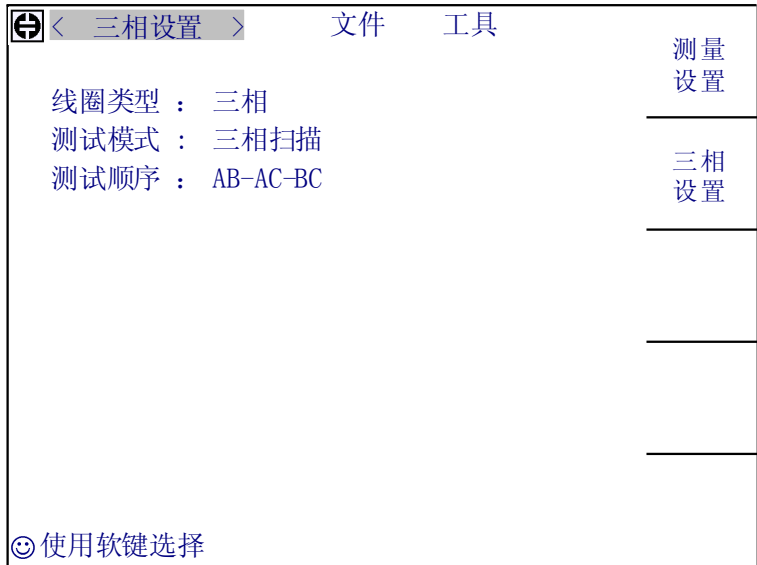 < 三相设置 > 文件 工具
测量
设置
线圈类型 ： 三相
测试模式 ： 三相扫描
测试顺序 ： AB-AC-BC
三相
设置
使用软键选择